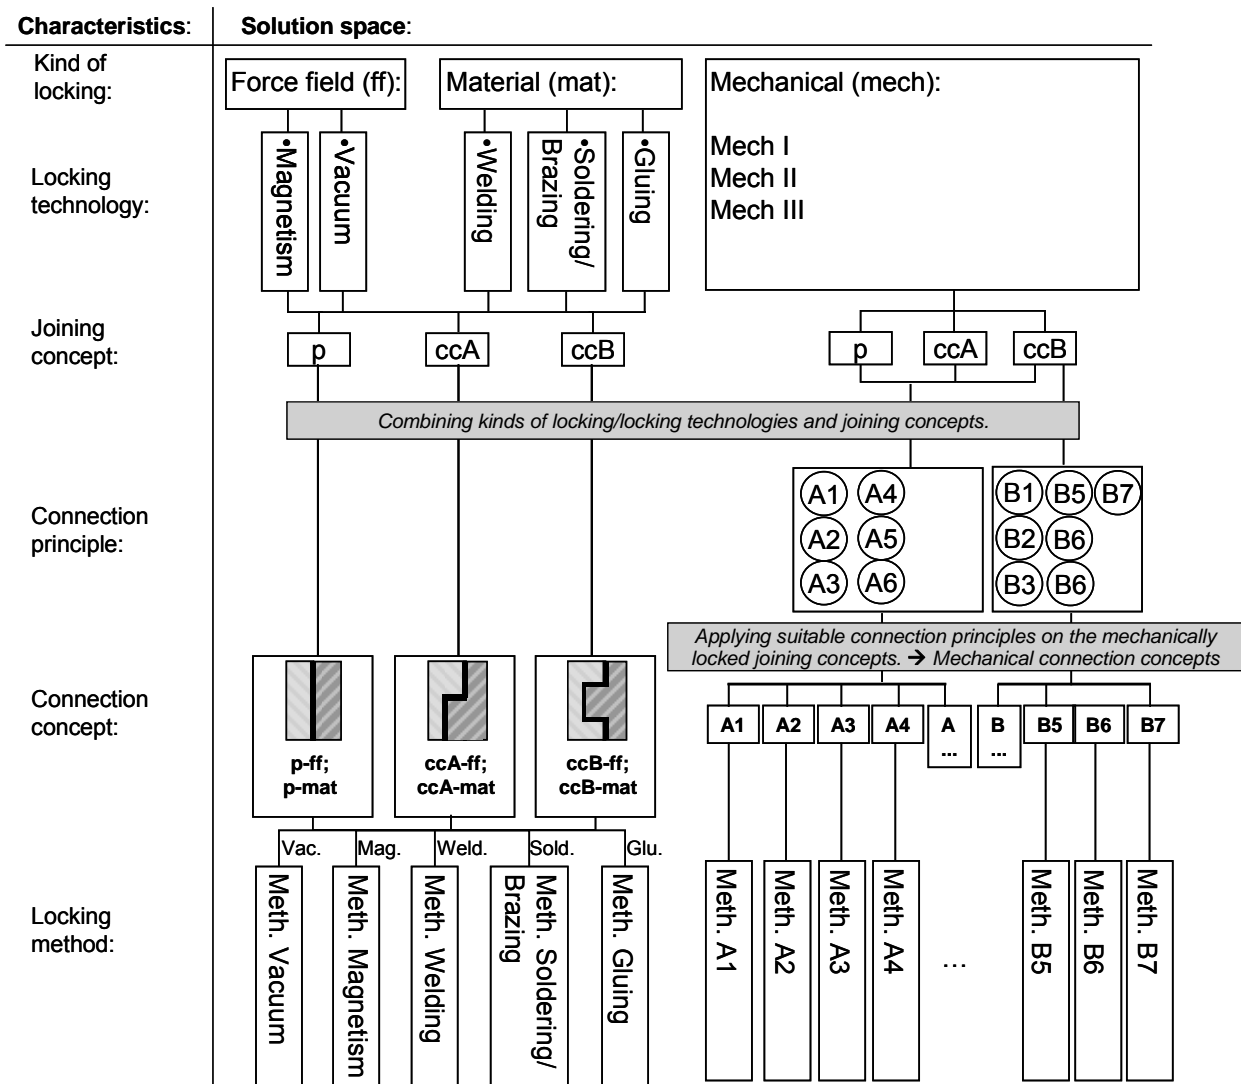 Characteristics: Solution space:
Kind of
locking:
Force field (ff):
Material (mat):
Mechanical (mech):
Mech I
Mech II
Mech III
Locking
technology:
•Magnetism
•Vacuum
•Welding
•Soldering/
Brazing
•Gluing
Joining
concept:
p
ccA
ccB
p
ccA
ccB
Combining kinds of locking/locking technologies and joining concepts.
Connection
principle:
A1 A4
A2 A5
A3 A6
B1 B5 B7
B2 B6
B3 B6
Applying suitable connection principles on the mechanically
locked joining concepts. → Mechanical connection concepts
Connection
concept:
p-ff;
p-mat
ccA-ff;
ccA-mat
ccB-ff;
ccB-mat
A1
A2
A3
A4
A
...
B
...
B5
B6
B7
Vac.
Mag.
Weld.
Sold.
Glu.
Locking
method:
Meth. Vacuum
Meth. Magnetism
Meth. Welding
Meth. Soldering/
Brazing
Meth. Gluing
Meth. A1
Meth. A2
Meth. A3
Meth. A4
...
Meth. B5
Meth. B6
Meth. B7